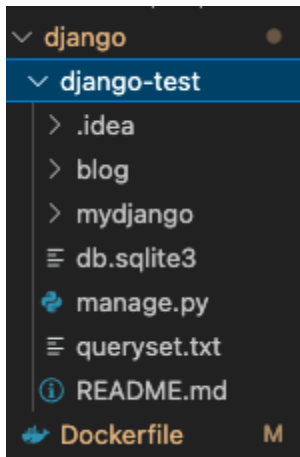 django
django-test
.idea
blog
mydjango
db.sqlite3
manage.py
queryset.txt
README.md
Dockerfile M